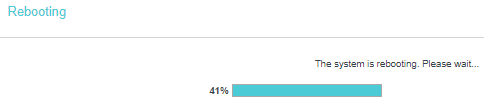 Rebooting
The system is rebooting. Please wait...
41%